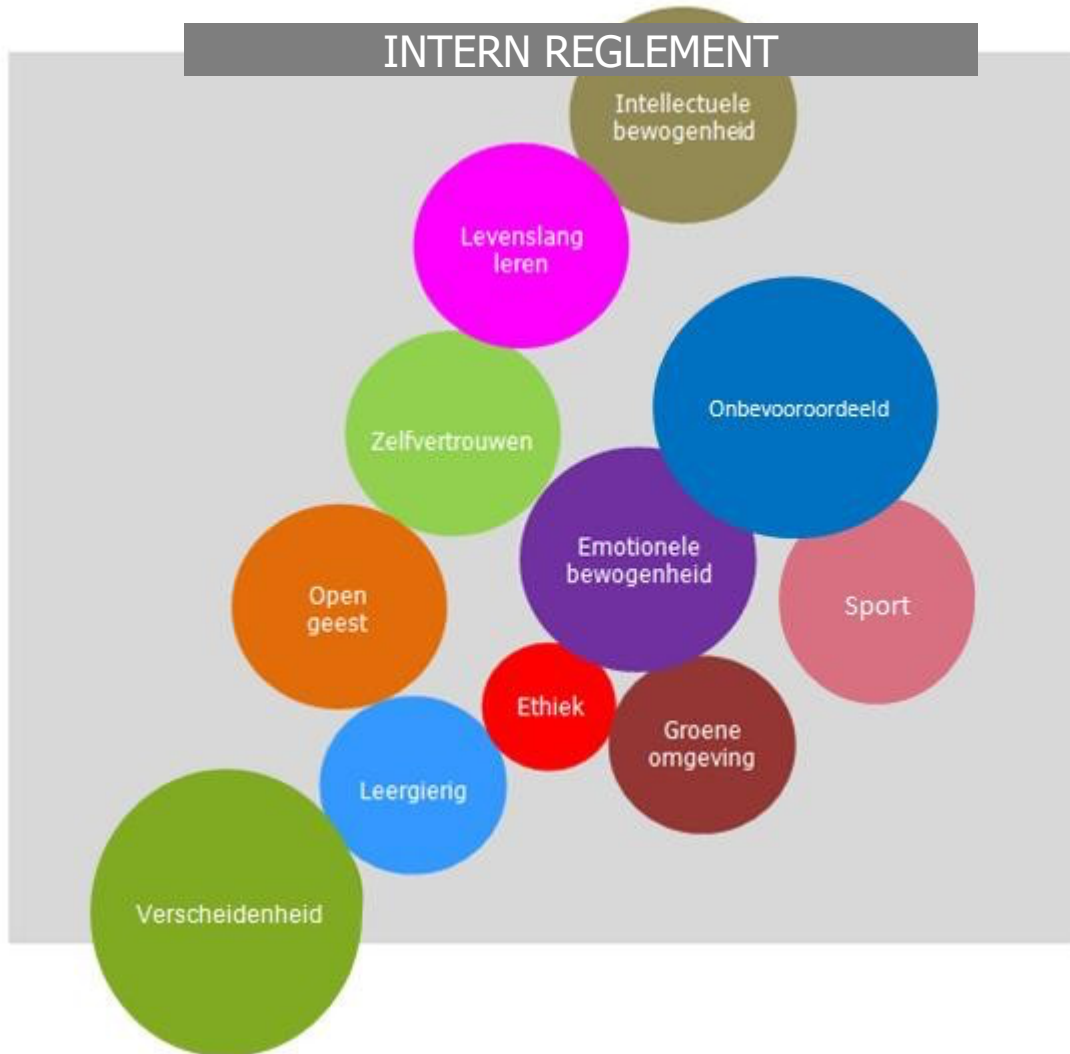 INTERN REGLEMENT
Intellectuele
bewogenheid
Levenslang
leren
Onbevooroordeeld
Zelfvertrouwen
Emotionele
bewogenheid
Open
geest
Sport
Ethiek
Groene
omgeving
Leergierig
Verscheidenheid